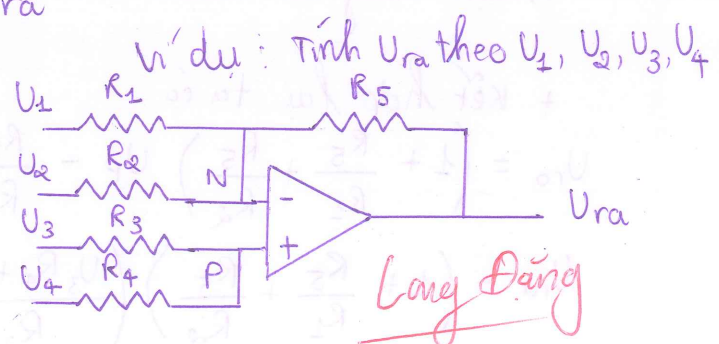 ra
Ví dụ : Tính Ura theo U1, U2, U3, U4
U1 R1 R5
U2 R2 N -
U3 R3 + Ura
U4 R4 P
Long Đăng